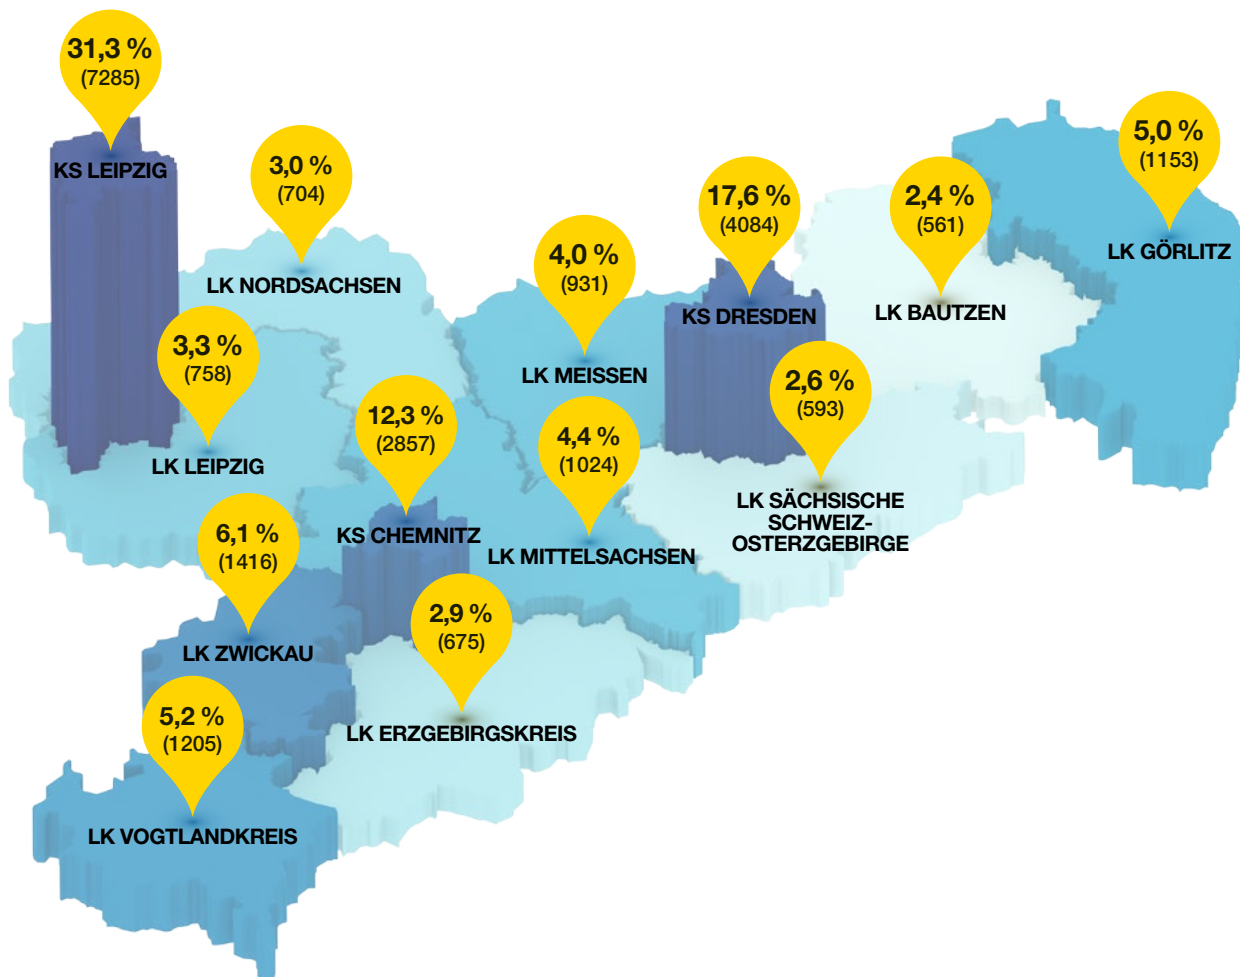 31,3 %
(7285)
KS LEIPZIG
3,0 %
(704)
LK NORDSACHSEN
4,0 %
(931)
LK MEISSEN
17,6 %
(4084)
KS DRESDEN
2,4 %
(561)
LK BAUTZEN
5,0 %
(1153)
LK GÖRLITZ
3,3 %
(758)
LK LEIPZIG
12,3 %
(2857)
KS CHEMNITZ
4,4 %
(1024)
LK MITTELSACHSEN
2,6 %
(593)
LK SÄCHSISCHE
SCHWEIZ-
OSTERZGEBIRGE
6,1 %
(1416)
LK ZWICKAU
2,9 %
(675)
LK ERZGEBIRGSKREIS
5,2 %
(1205)
LK VOGTLANDKREIS